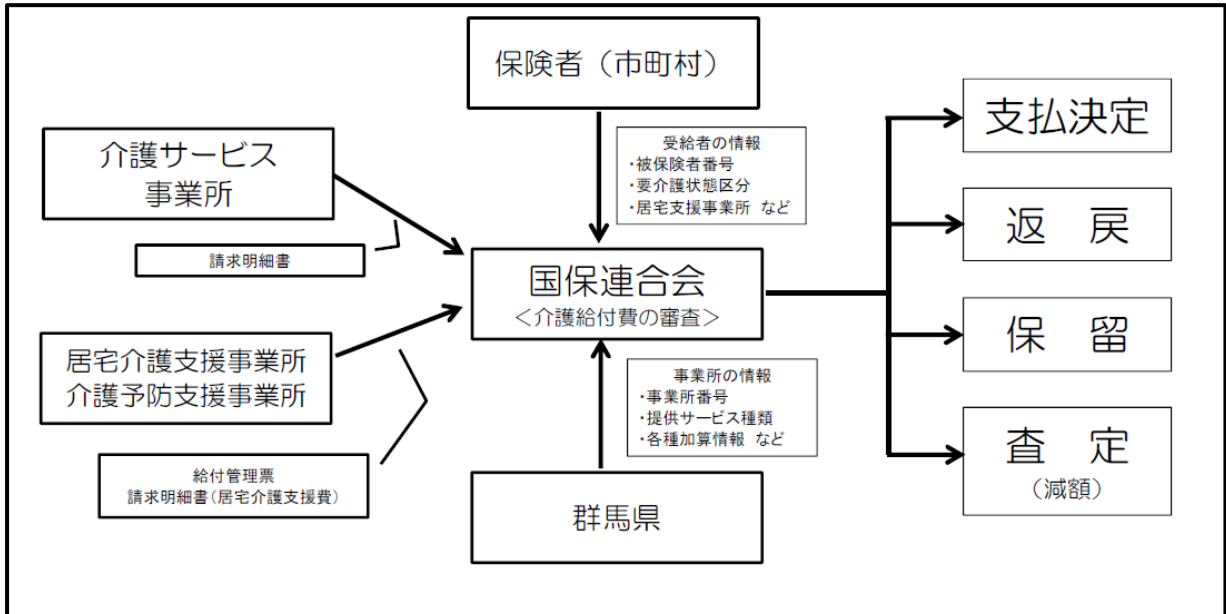 保険者（市町村）
受給者の情報
・被保険者番号
・要介護状態区分
・居宅支援事業所 など
介護サービス
事業所
請求明細書
国保連合会
＜介護給付費の審査＞
居宅介護支援事業所
介護予防支援事業所
給付管理票
請求明細書（居宅介護支援費）
事業所の情報
・事業所番号
・提供サービス種類
・各種加算情報 など
群馬県
支払決定
返　戻
保　留
査　定
（減額）